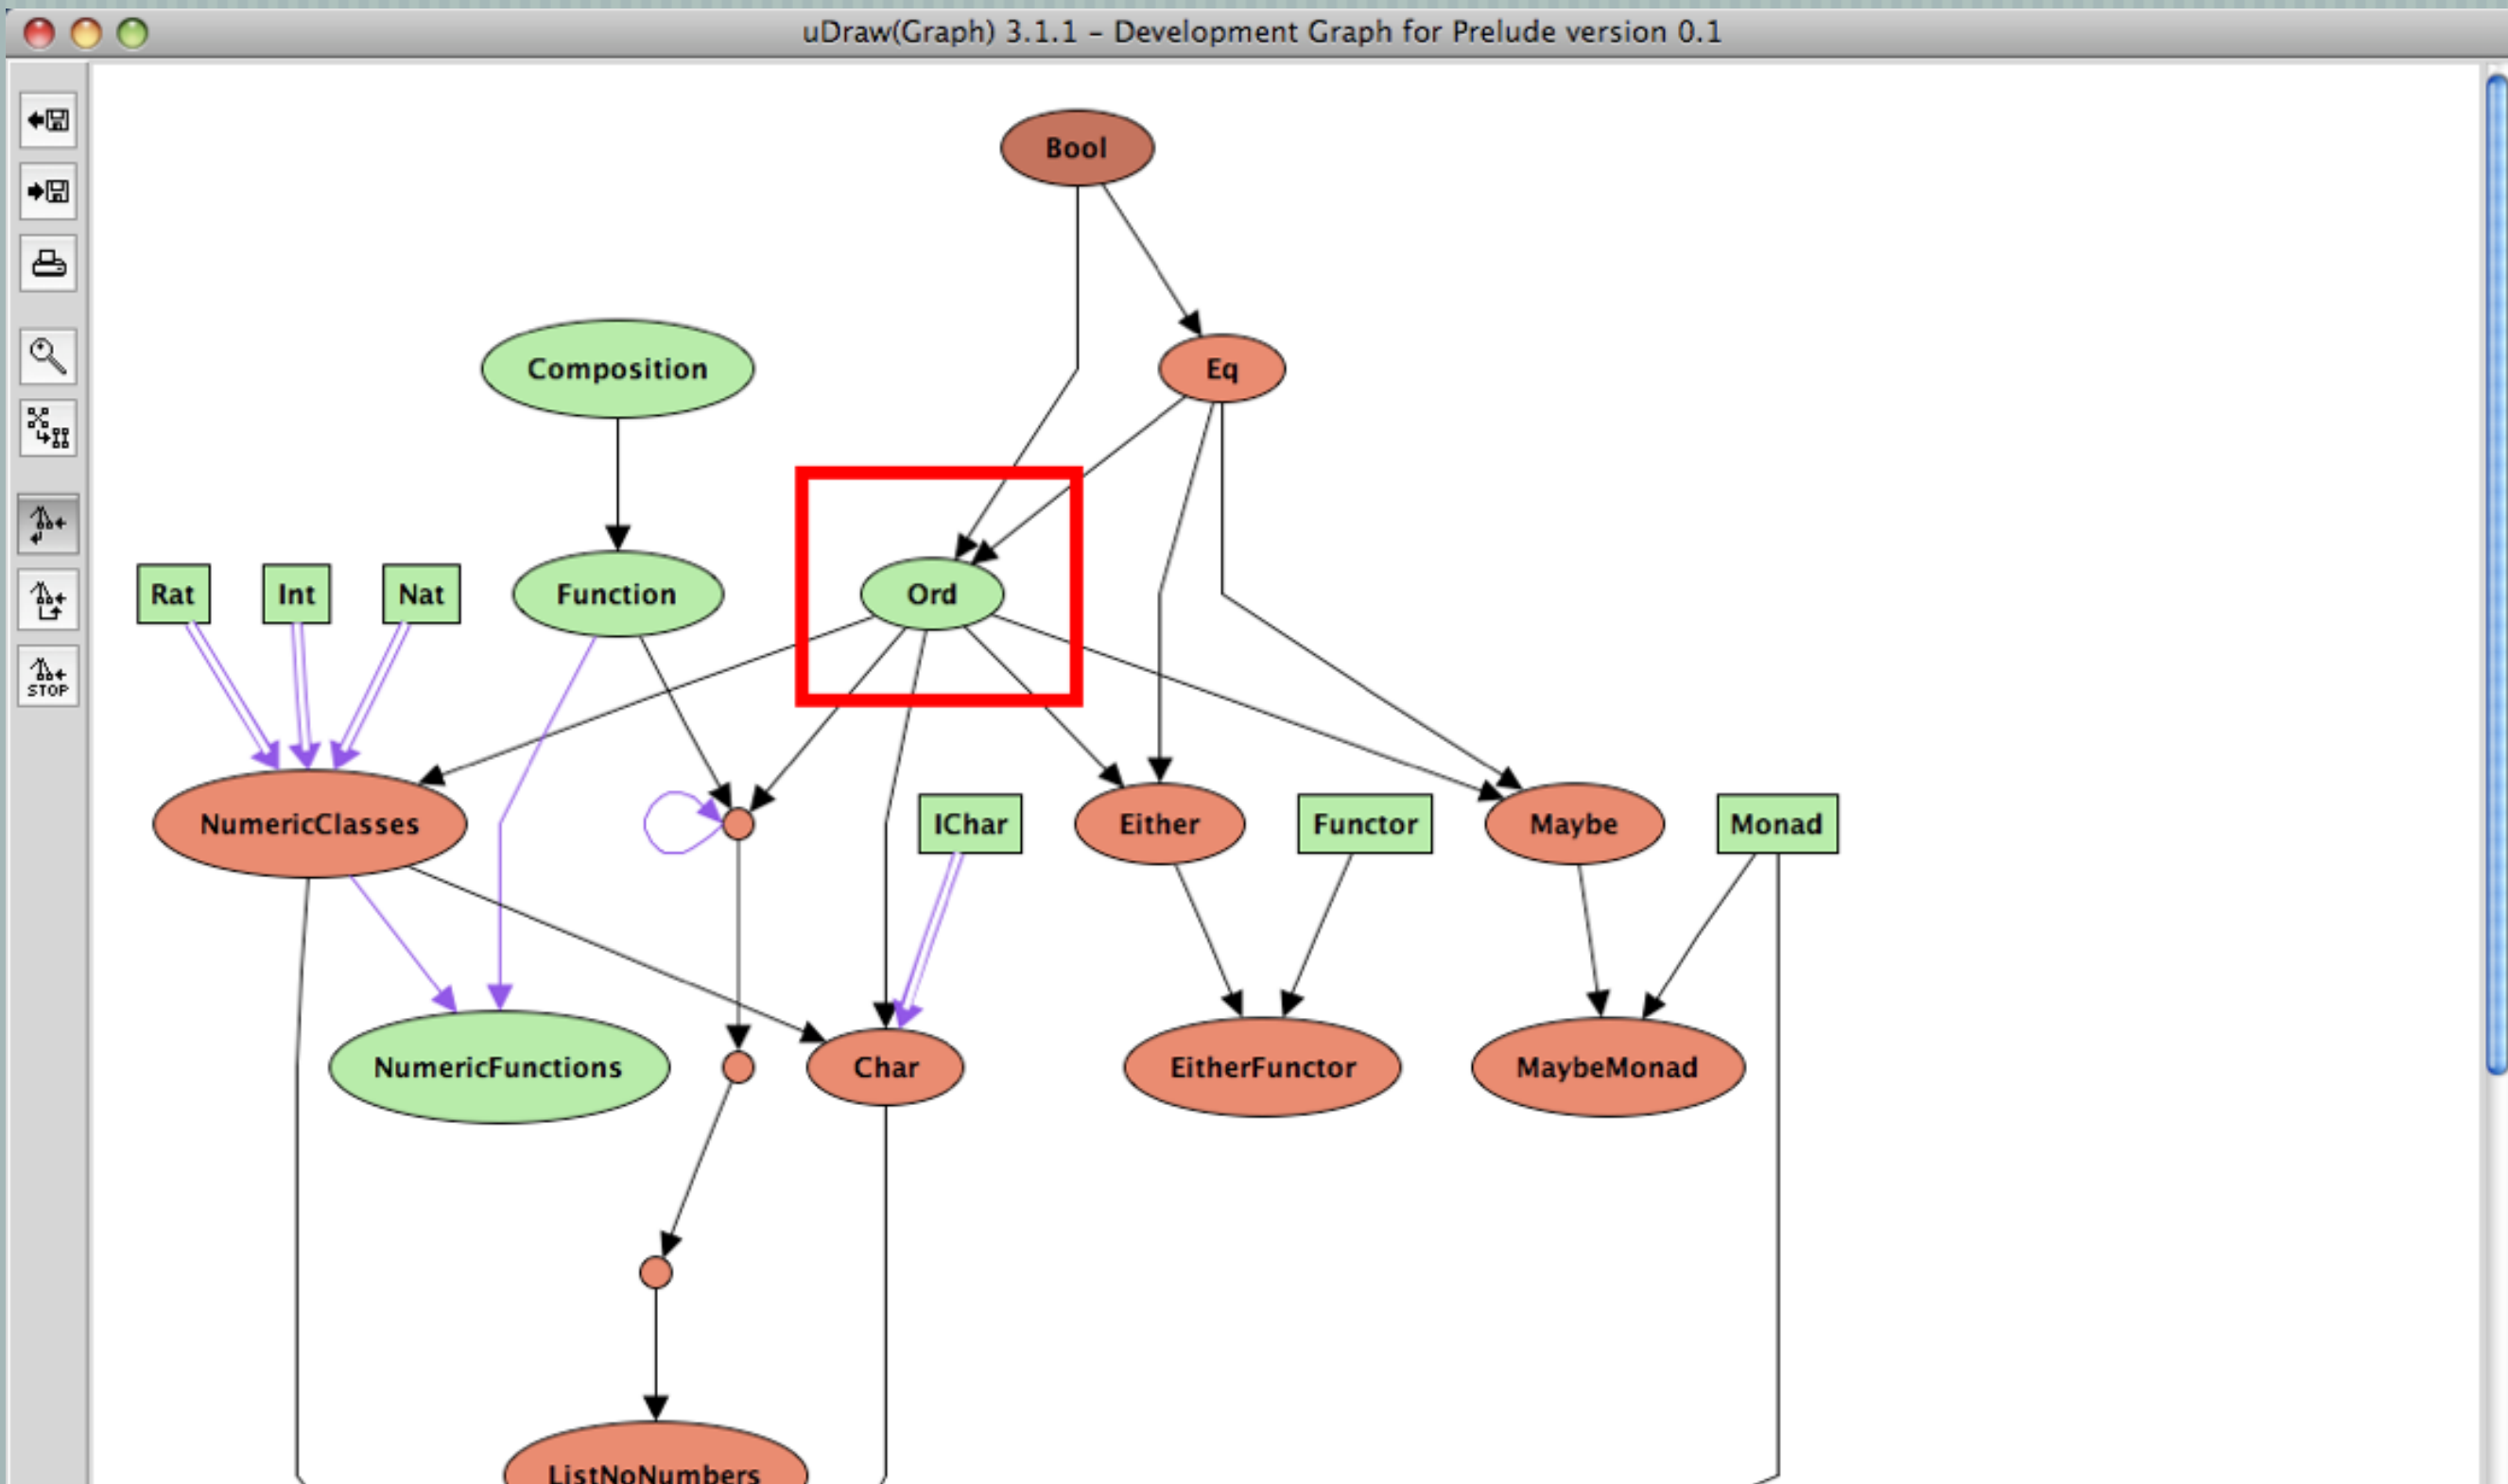 uDraw(Graph) 3.1.1 – Development Graph for Prelude version 0.1
Bool
Composition
Eq
Rat
Int
Nat
Function
Ord
STOP
NumericClasses
IChar
Either
Functor
Maybe
Monad
NumericFunctions
Char
EitherFunctor
MaybeMonad
ListNoNumbers